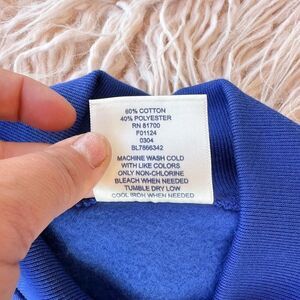 60% COTTON
40% POLYESTER
RN 51700
F01124
0304
BL7866342
MACHINE WASH COLD
WITH LIKE COLORS
ONLY NON-CHLORINE
BLEACH WHEN NEEDED
TUMBLE DRY LOW
COOL IRON WHEN NEEDED